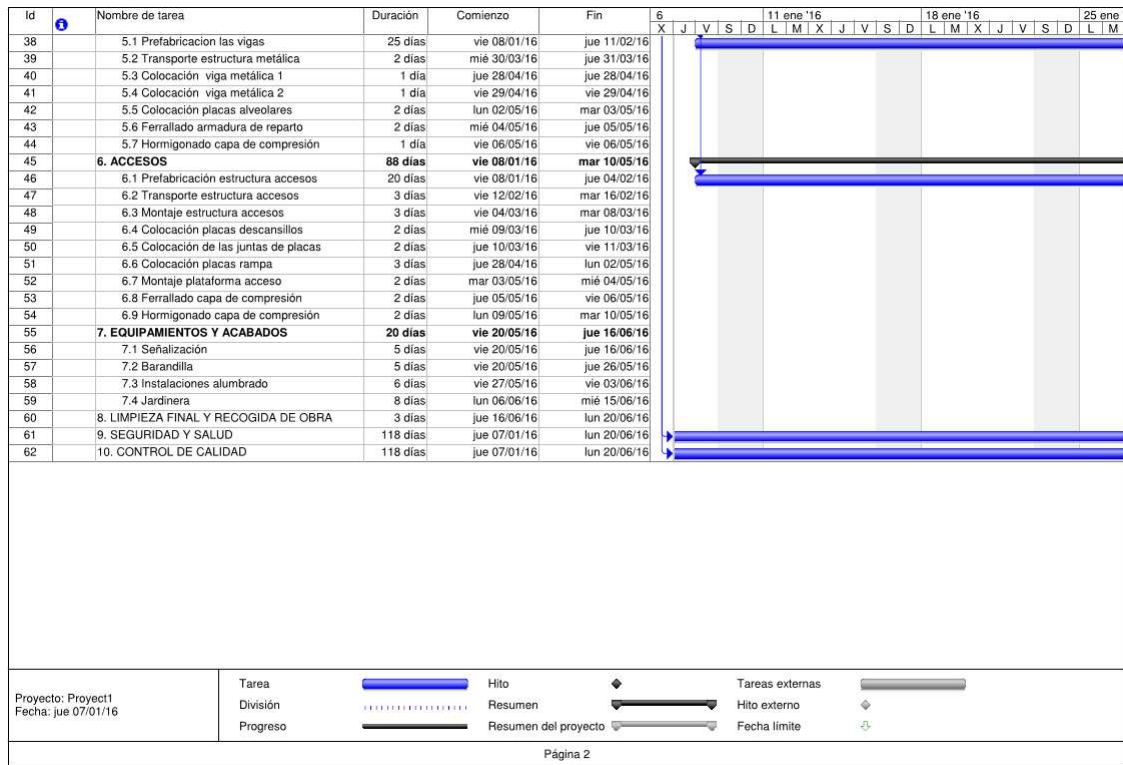 Id Nombre de tarea Duración Comienzo Fin 6 11 ene '16 18 ene '16 25 ene
X J V S D L M X J V S D L M X J V S D L M
38 5.1 Prefabricacion las vigas 25 días vie 08/01/16 jue 11/02/16
39 5.2 Transporte estructura metálica 2 días mié 30/03/16 jue 31/03/16
40 5.3 Colocación viga metálica 1 1 día jue 28/04/16 jue 28/04/16
41 5.4 Colocación viga metálica 2 1 día vie 29/04/16 vie 29/04/16
42 5.5 Colocación placas alveolares 2 días lun 02/05/16 mar 03/05/16
43 5.6 Ferrallado armadura de reparto 2 días mié 04/05/16 jue 05/05/16
44 5.7 Hormigonado capa de compresión 1 día vie 06/05/16 vie 06/05/16
45 6. ACCESOS 88 días vie 08/01/16 mar 10/05/16
46 6.1 Prefabricación estructura accesos 20 días vie 08/01/16 jue 04/02/16
47 6.2 Transporte estructura accesos 3 días vie 12/02/16 mar 16/02/16
48 6.3 Montaje estructura accesos 3 días vie 04/03/16 mar 08/03/16
49 6.4 Colocación placas descansillos 2 días mié 09/03/16 jue 10/03/16
50 6.5 Colocación de las juntas de placas 2 días jue 10/03/16 vie 11/03/16
51 6.6 Colocación placas rampa 3 días jue 28/04/16 lun 02/05/16
52 6.7 Montaje plataforma acceso 2 días mar 03/05/16 mié 04/05/16
53 6.8 Ferrallado capa de compresión 2 días jue 05/05/16 vie 06/05/16
54 6.9 Hormigonado capa de compresión 2 días lun 09/05/16 mar 10/05/16
55 7. EQUIPAMIENTOS Y ACABADOS 20 días vie 20/05/16 jue 16/06/16
56 7.1 Señalización 5 días vie 20/05/16 jue 16/06/16
57 7.2 Barandilla 5 días vie 20/05/16 jue 26/05/16
58 7.3 Instalaciones alumbrado 6 días vie 27/05/16 vie 03/06/16
59 7.4 Jardinera 8 días lun 06/06/16 mié 15/06/16
60 8. LIMPIEZA FINAL Y RECOGIDA DE OBRA 3 días jue 16/06/16 lun 20/06/16
61 9. SEGURIDAD Y SALUD 118 días jue 07/01/16 lun 20/06/16
62 10. CONTROL DE CALIDAD 118 días jue 07/01/16 lun 20/06/16
Proyecto: Proyect1
Fecha: jue 07/01/16
Tarea Hito Tareas externas
División Resumen Hito externo
Progreso Resumen del proyecto Fecha límite
Página 2